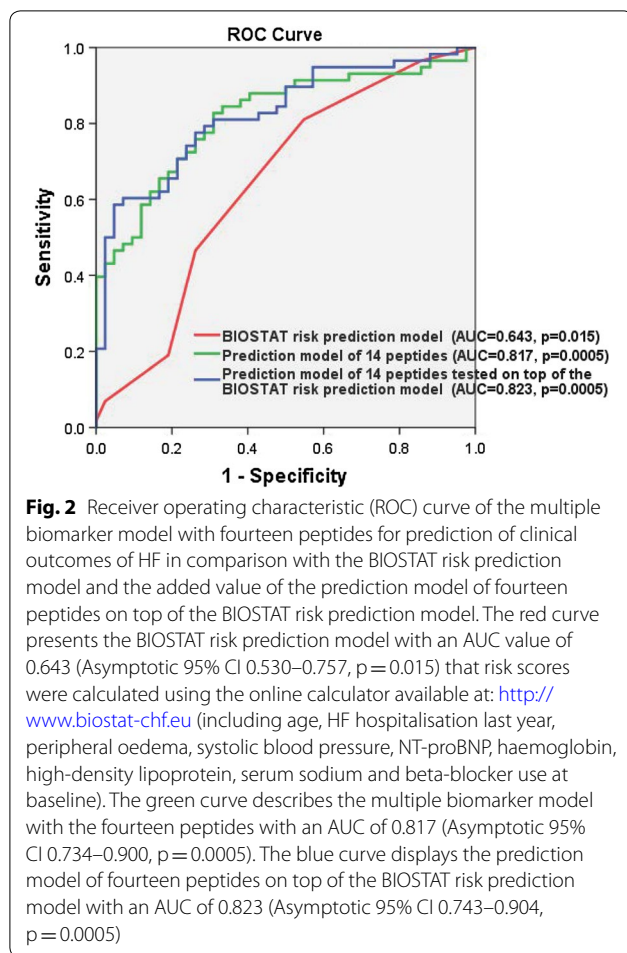 ROC Curve
1.0
0.8
0.6
0.4
0.2
0.0
Sensitivity
BIOSTAT risk prediction model (AUC=0.643, p=0.015)
Prediction model of 14 peptides (AUC=0.817, p=0.0005)
Prediction model of 14 peptides tested on top of the
BIOSTAT risk prediction model (AUC=0.823, p=0.0005)
0.0 0.2 0.4 0.6 0.8 1.0
1 - Specificity
Fig. 2 Receiver operating characteristic (ROC) curve of the multiple
biomarker model with fourteen peptides for prediction of clinical
outcomes of HF in comparison with the BIOSTAT risk prediction
model and the added value of the prediction model of fourteen
peptides on top of the BIOSTAT risk prediction model. The red curve
presents the BIOSTAT risk prediction model with an AUC value of
0.643 (Asymptotic 95% CI 0.530–0.757, p = 0.015) that risk scores
were calculated using the online calculator available at: http://
www.biostat-chf.eu (including age, HF hospitalisation last year,
peripheral oedema, systolic blood pressure, NT-proBNP, haemoglobin,
high-density lipoprotein, serum sodium and beta-blocker use at
baseline). The green curve describes the multiple biomarker model
with the fourteen peptides with an AUC of 0.817 (Asymptotic 95%
CI 0.734–0.900, p = 0.0005). The blue curve displays the prediction
model of fourteen peptides on top of the BIOSTAT risk prediction
model with an AUC of 0.823 (Asymptotic 95% CI 0.743–0.904,
p = 0.0005)